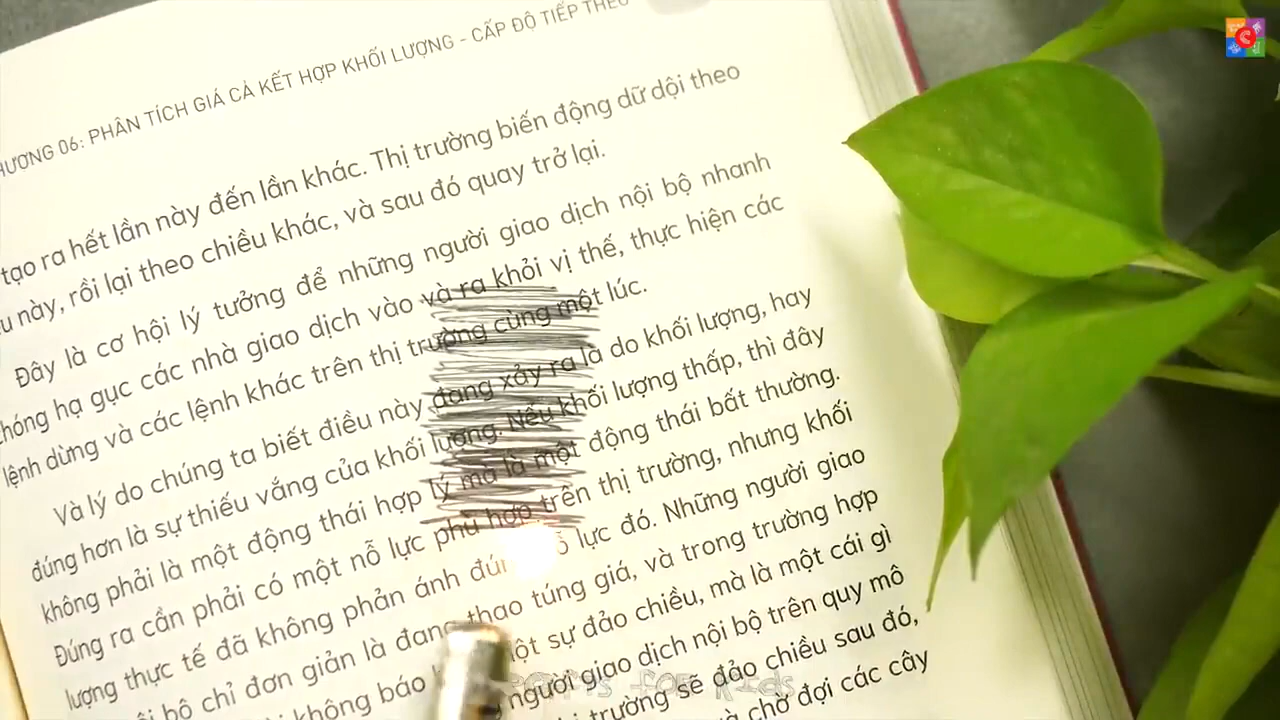 HƯƠNG 06: PHÂN TÍCH GIÁ CẢ KẾT HỢP KHỐI LƯỢNG - CẤP ĐỘ TIẾP THEO
tạo ra hết lần này đến lần khác. Thị trường biến động dữ dội theo
này, rồi lại theo chiều khác, và sau đó quay trở lại.
Đây là cơ hội lý tưởng để những người giao dịch nội bộ nhanh
chóng hạ gục các nhà giao dịch vào và ra khỏi vị thế, thực hiện các
lệnh dừng và các lệnh khác trên thị trường cùng một lúc.
Và lý do chúng ta biết điều này đang xảy ra là do khối lượng, hay
đúng hơn là sự thiếu vắng của khối lượng. Nếu khối lượng thấp, thì đây
không phải là một động thái hợp lý mà là một động thái bất thường.
Đúng ra cần phải có một nỗ lực phù hợp trên thị trường, nhưng khối
lượng thực tế đã không phản ánh lực đó. Những người giao
bộ chỉ đơn giản là đang thao túng giá, và trong trường hợp
không báo một sự đảo chiều, mà là một cái gì
người giao dịch nội bộ trên quy mô
trường sẽ đảo chiều sau đó,
chờ đợi các cây
Crafts for Kids